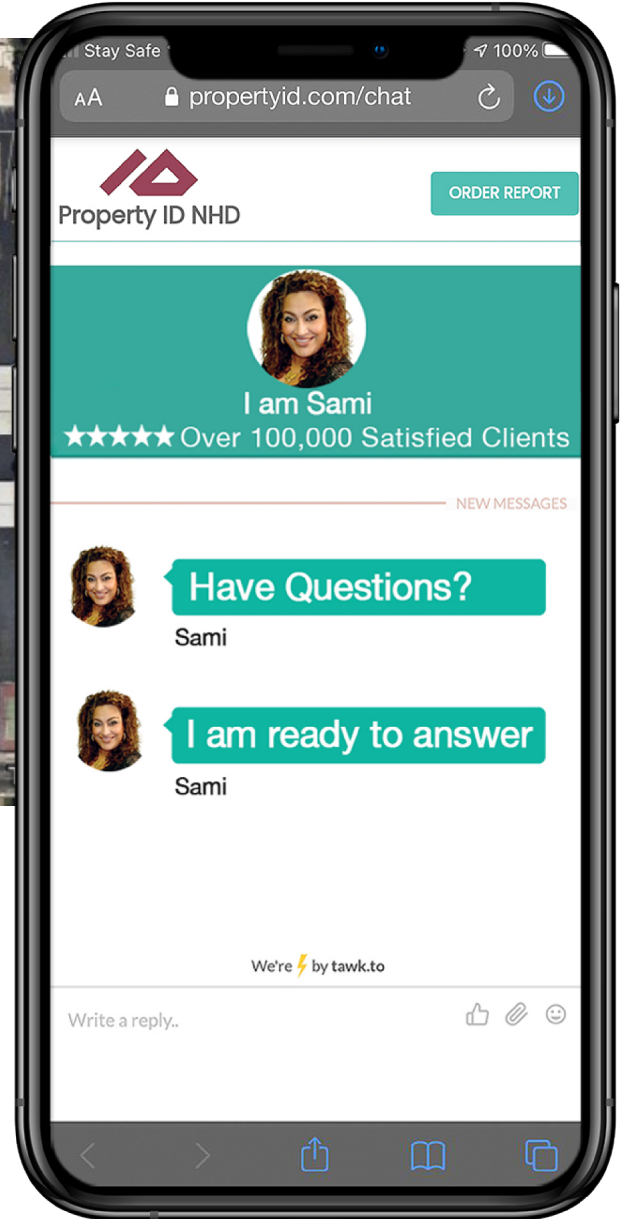 Stay Safe
100%
AA
propertyid.com/chat
Property ID NHD
ORDER REPORT
I am Sami
★★★★★ Over 100,000 Satisfied Clients
NEW MESSAGES
Have Questions?
Sami
I am ready to answer
Sami
We're ⚡ by tawk.to
Write a reply..